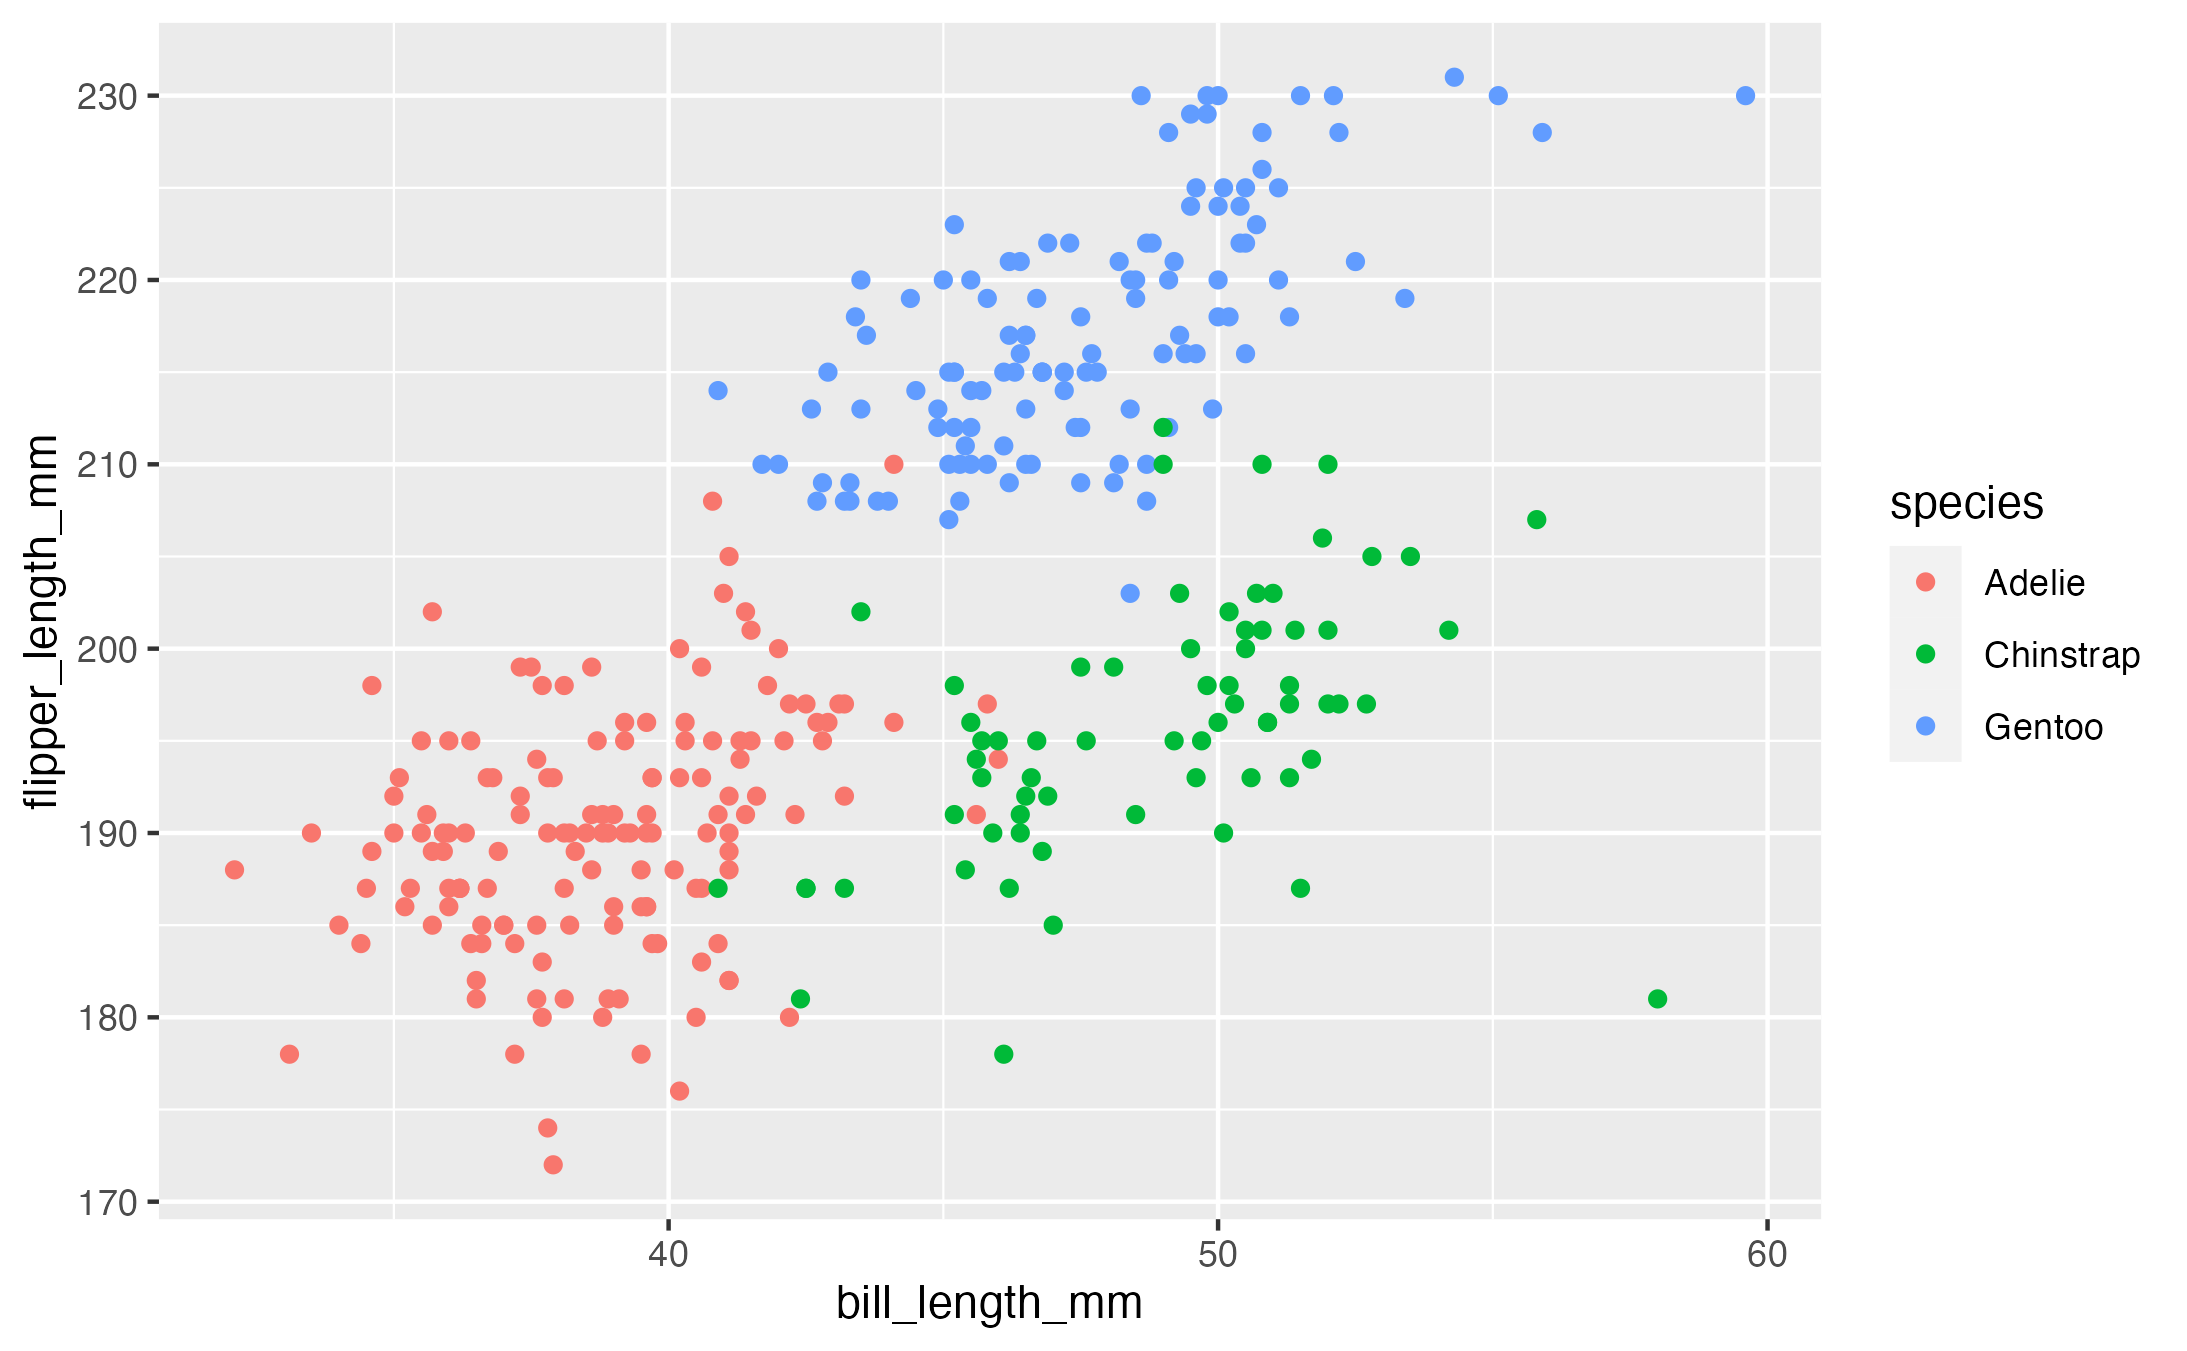 230
220
210
200
190
180
170
flipper_length_mm
40 50 60
bill_length_mm
species
Adelie
Chinstrap
Gentoo